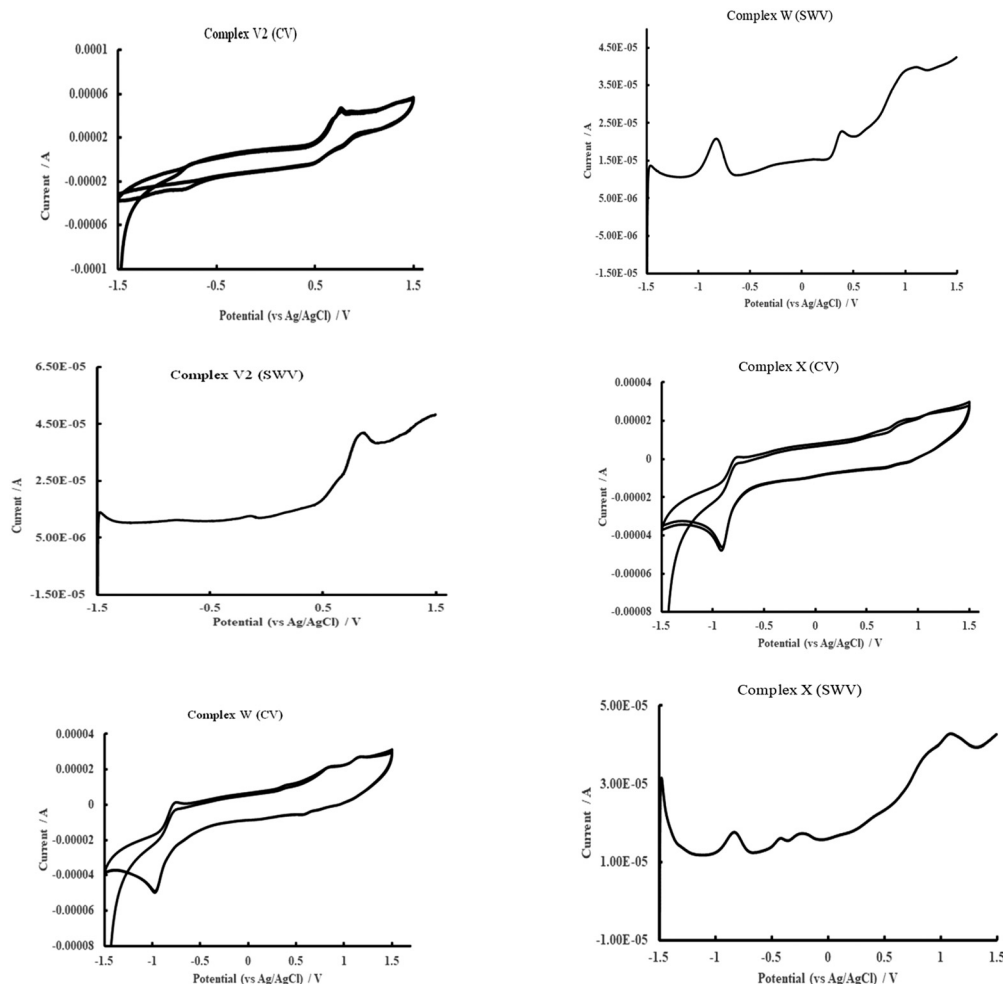 Complex V2 (CV)
0.0001
0.00006
0.00002
-0.00002
-0.00006
-0.0001
-1.5 -0.5 0.5 1.5
Current / A
Potential (vs Ag/AgCl) / V
Complex W (SWV)
4.50E-05
3.50E-05
2.50E-05
1.50E-05
5.00E-06
-5.00E-06
-1.50E-05
-1.5 -1 -0.5 0 0.5 1 1.5
Current / A
Potential (vs Ag/AgCl) / V
Complex V2 (SWV)
6.50E-05
4.50E-05
2.50E-05
5.00E-06
-1.50E-05
-1.5 -0.5 0.5 1.5
Current / A
Potential (vs Ag/AgCl) / V
Complex X (CV)
0.00004
0.00002
0
-0.00002
-0.00004
-0.00006
-0.00008
-1.5 -1 -0.5 0 0.5 1 1.5
Current / A
Potential (vs Ag/AgCl) / V
Complex W (CV)
0.00004
0.00002
0
-0.00002
-0.00004
-0.00006
-0.00008
-1.5 -1 -0.5 0 0.5 1 1.5
Current / A
Potential (vs Ag/AgCl) / V
Complex X (SWV)
5.00E-05
3.00E-05
1.00E-05
-1.00E-05
-1.5 -1 -0.5 0 0.5 1 1.5
Current / A
Potential (vs Ag/AgCl) / V